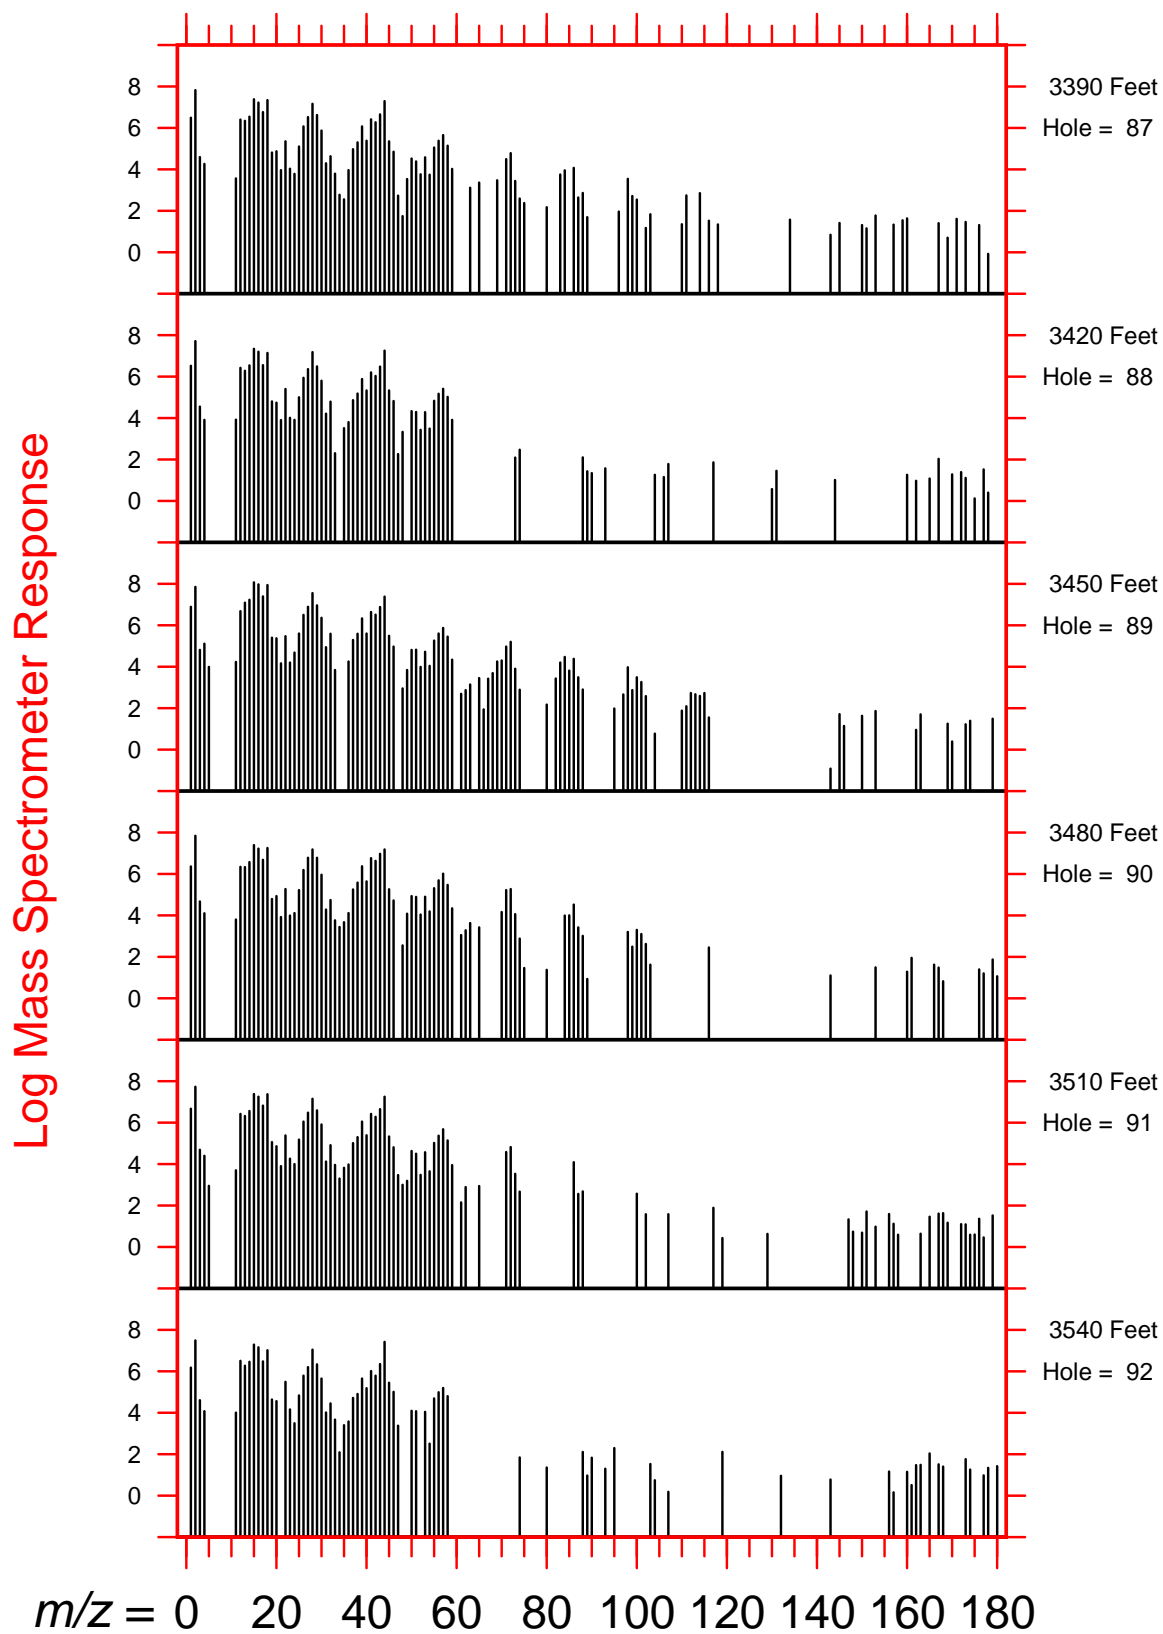 Log Mass Spectrometer Response
8
6
4
2
0
3390 Feet
Hole = 87
8
6
4
2
0
3420 Feet
Hole = 88
8
6
4
2
0
3450 Feet
Hole = 89
8
6
4
2
0
3480 Feet
Hole = 90
8
6
4
2
0
3510 Feet
Hole = 91
8
6
4
2
0
3540 Feet
Hole = 92
m/z = 0 20 40 60 80 100 120 140 160 180